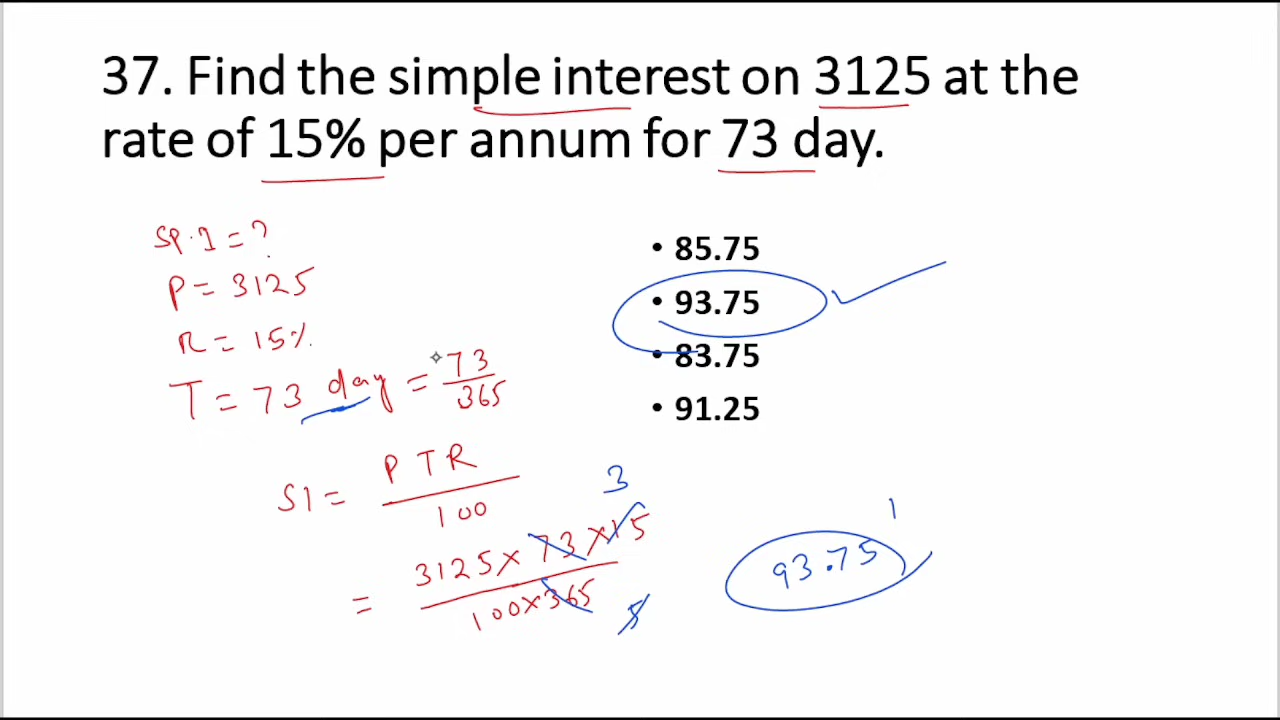 37. Find the simple interest on 3125 at the
rate of 15% per annum for 73 day.
SP.I = ?
P = 3125
R = 15%
T = 73 day = 73/365
• 85.75
• 93.75
• 83.75
• 91.25
SI = PTR/100
3
= 3125 x 73 x 15 / 100 x 365
5
93.75
1